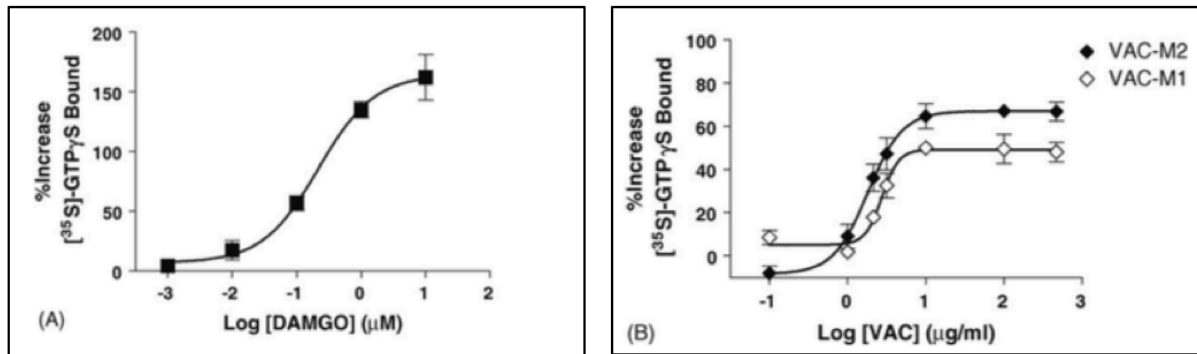 200
150
100
50
0
%Increase
[³⁵S]-GTPγS Bound
-3 -2 -1 0 1 2
Log [DAMGO] (μM)
(A)
100
80
60
40
20
0
%Increase
[³⁵S]-GTPγS Bound
-1 0 1 2 3
Log [VAC] (μg/ml)
(B)
VAC-M2
VAC-M1